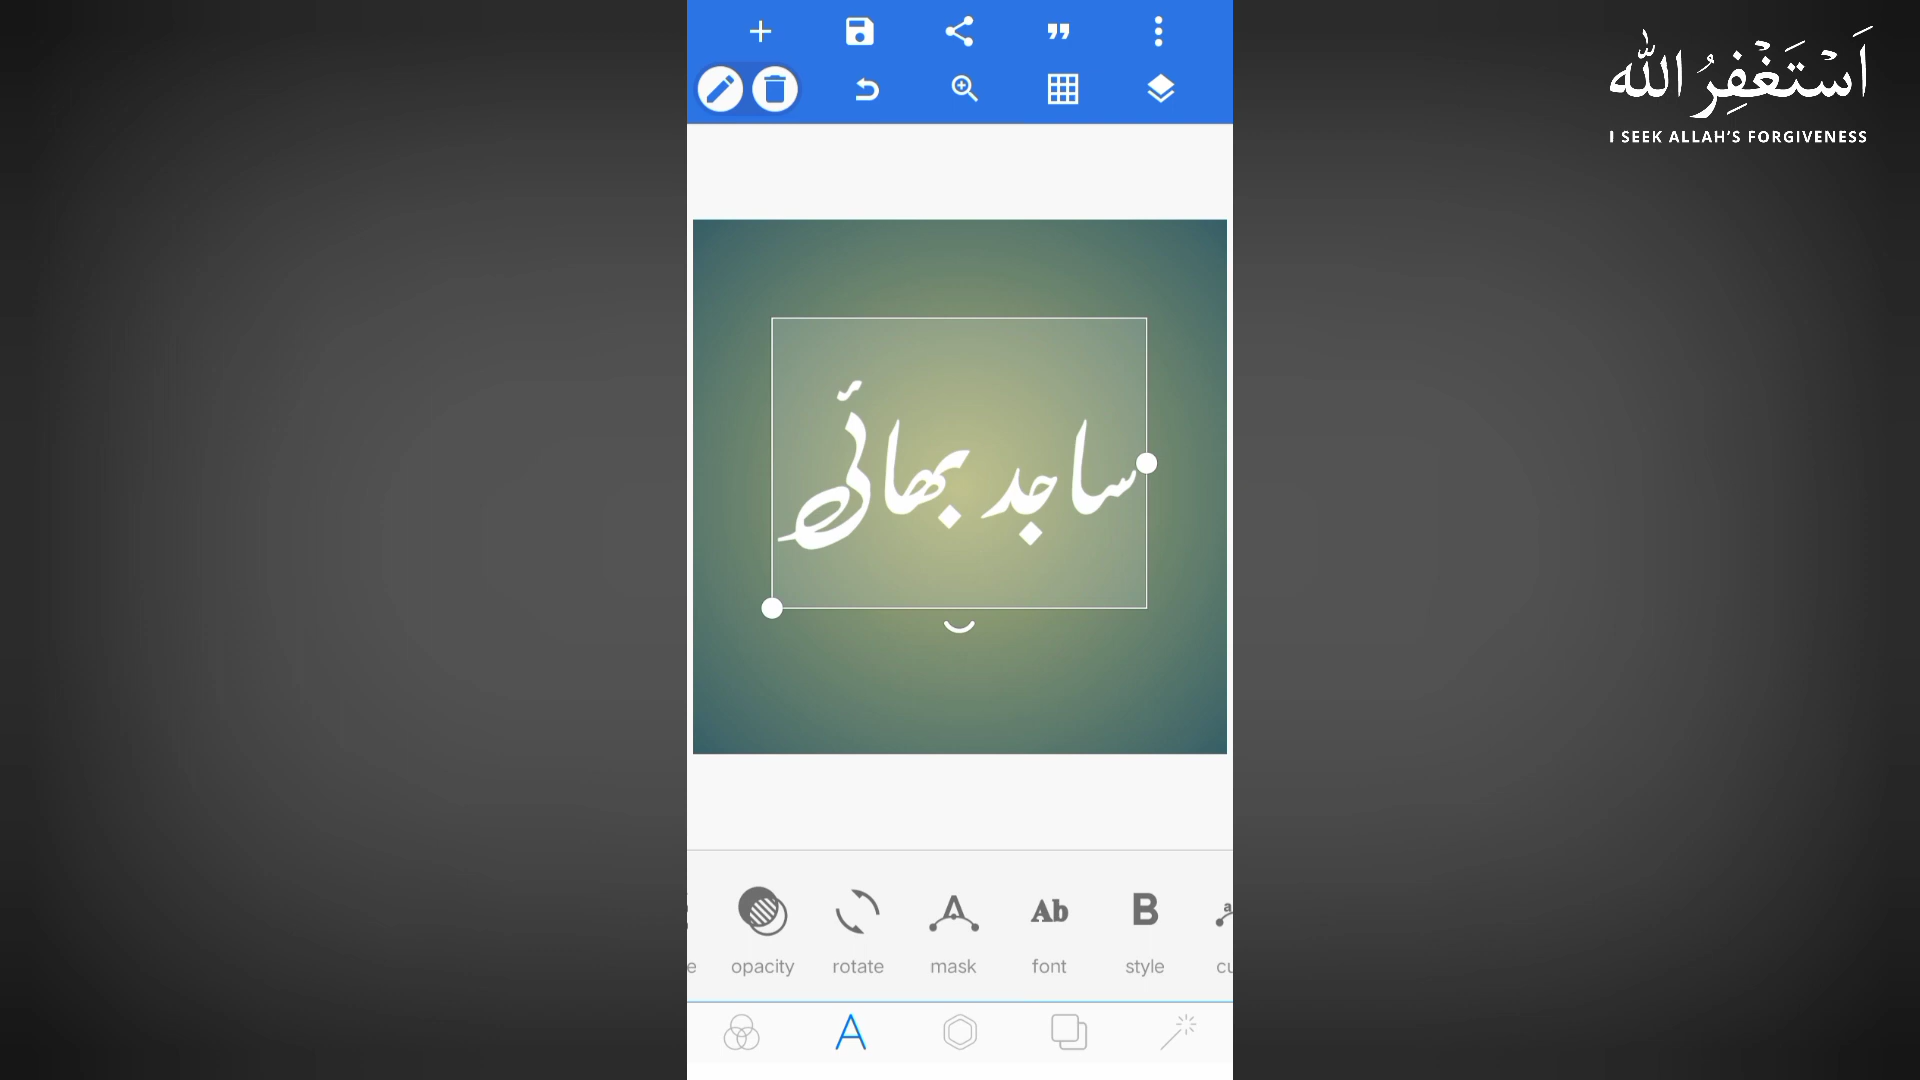 اَسْتَغْفِرُ اللّٰه
I SEEK ALLAH'S FORGIVENESS
ساجد بھائی
opacity
rotate
mask
font
style
Ab
B
A